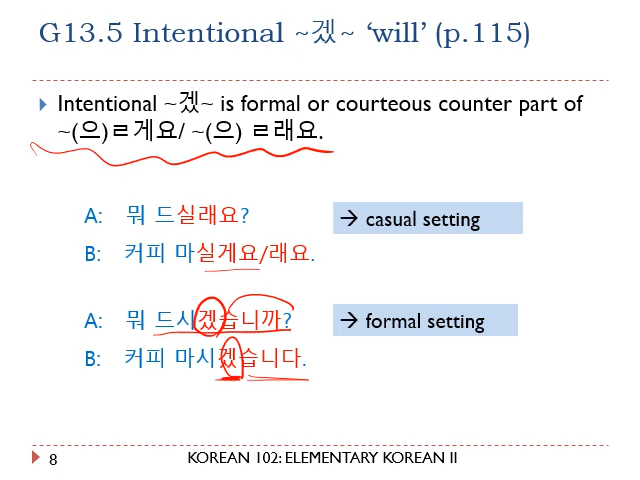 G13.5 Intentional ~겠~ ‘will’ (p.115)
Intentional ~겠~ is formal or courteous counter part of
~(으)ㄹ게요/ ~(으) ㄹ래요.
A: 뭐 드실래요?
→ casual setting
B: 커피 마실게요/래요.
A: 뭐 드시겠습니까?
→ formal setting
B: 커피 마시겠습니다.
8 KOREAN 102: ELEMENTARY KOREAN II